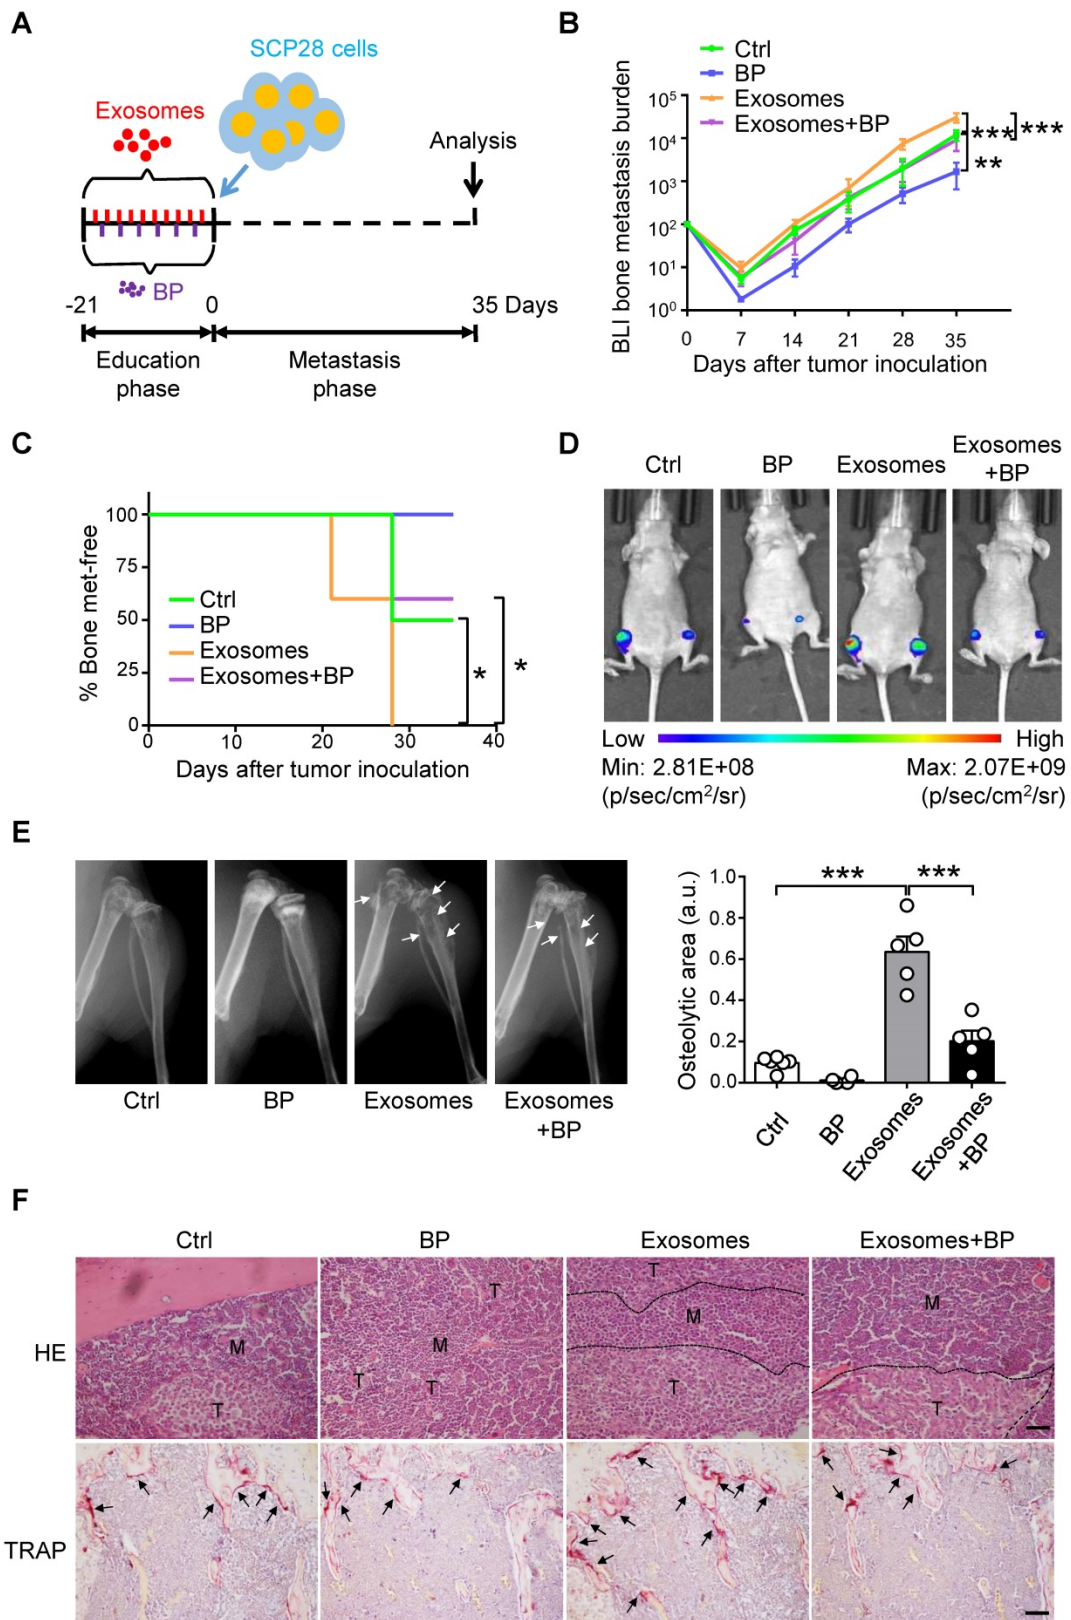 A
SCP28 cells
Exosomes
Analysis
BP
-21
0
35 Days
Education
phase
Metastasis
phase
B
Ctrl
BP
Exosomes
Exosomes+BP
BLI bone metastasis burden
10⁵
10⁴
10³
10²
10¹
10⁰
***
***
**
0
7
14
21
28
35
Days after tumor inoculation
C
% Bone met-free
100
75
50
25
0
Ctrl
BP
Exosomes
Exosomes+BP
*
*
0
10
20
30
40
Days after tumor inoculation
D
Ctrl
BP
Exosomes
Exosomes
+BP
Low
High
Min: 2.81E+08
(p/sec/cm²/sr)
Max: 2.07E+09
(p/sec/cm²/sr)
E
Ctrl
BP
Exosomes
Exosomes
+BP
Osteolytic area (a.u.)
1.0
0.8
0.6
0.4
0.2
0.0
***
***
Ctrl
BP
Exosomes
Exosomes
+BP
F
Ctrl
BP
Exosomes
Exosomes+BP
HE
M
T
T
M
T
T
T
M
T
M
T
TRAP